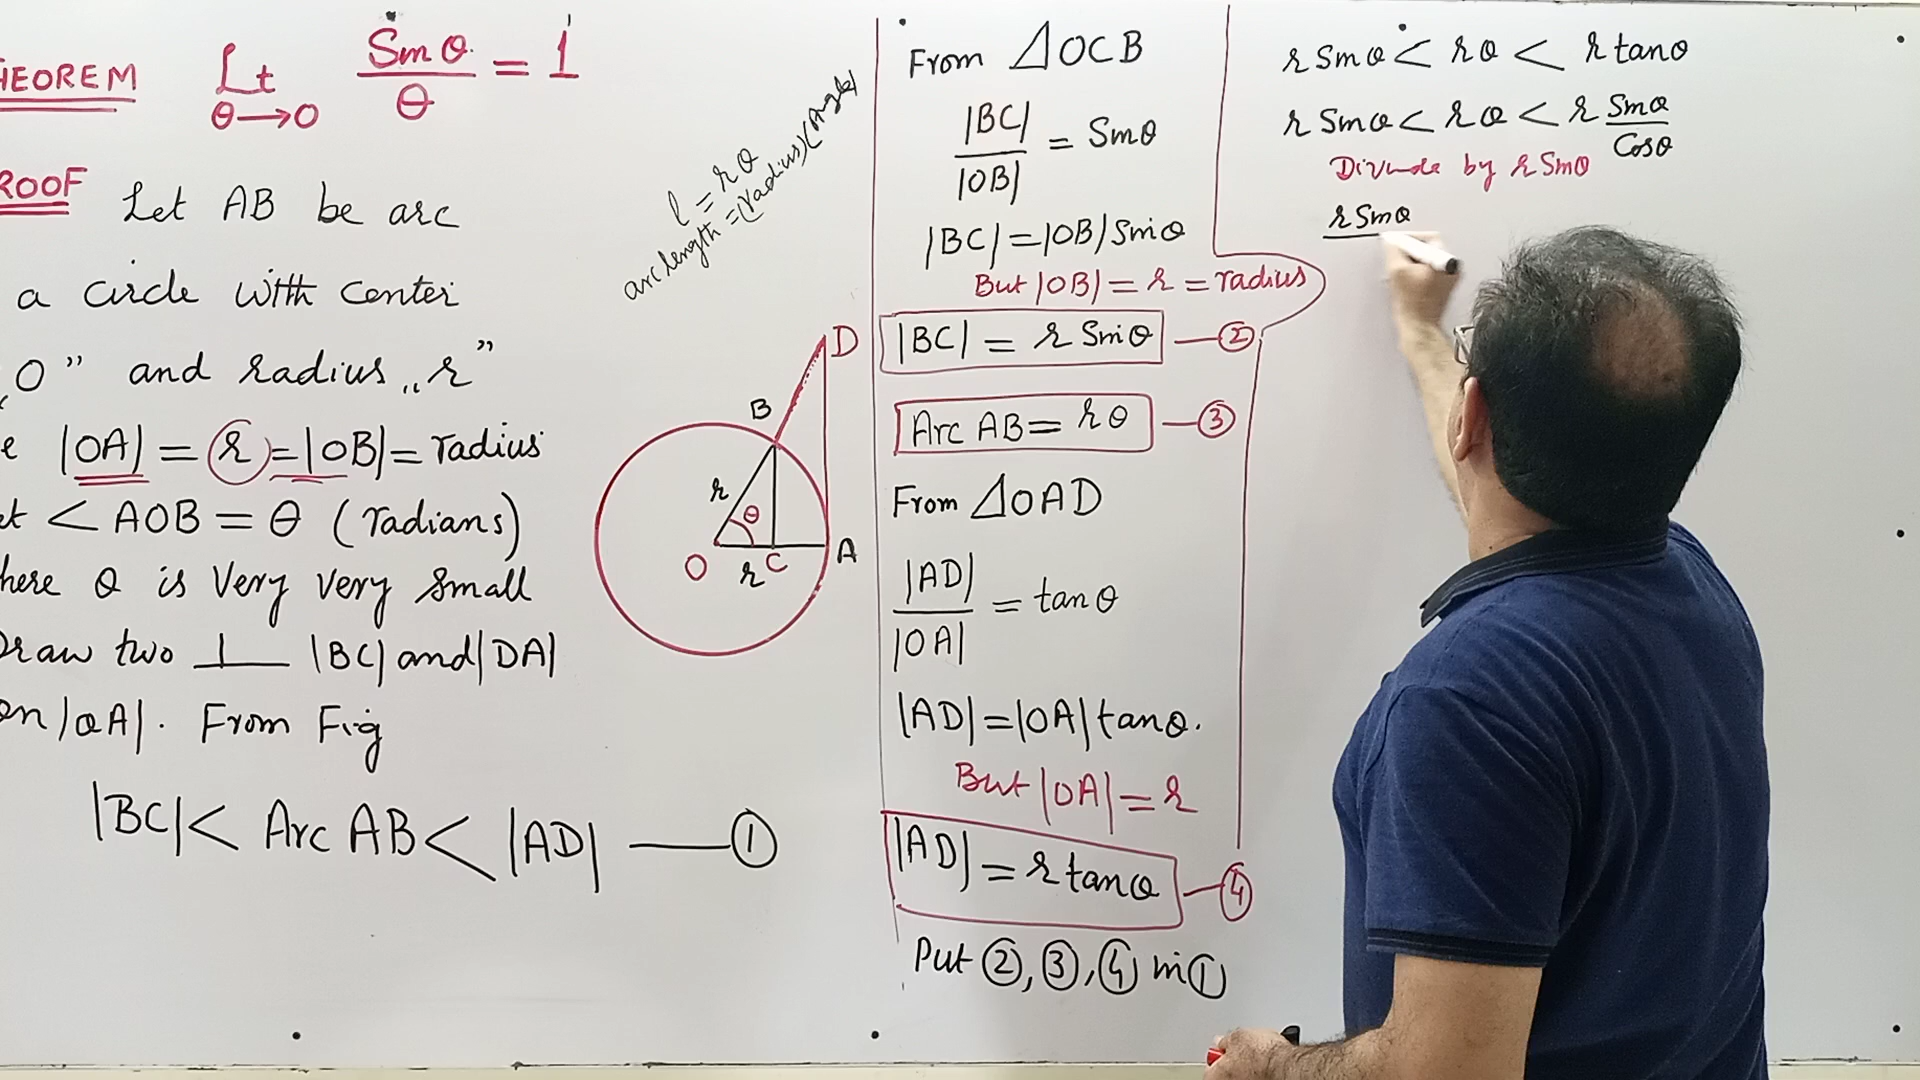 HEOREM Lt Sinθ/θ = 1
θ→0
ROOF Let AB be arc
a circle with center
"O" and radius "r"
e |OA| = r = |OB| = radius
et <AOB = θ (radians)
here θ is very very small
Draw two ⊥ |BC| and |DA|
on |OA|. From Fig
|BC| < Arc AB < |AD| — ①
l = rθ
arc length = (radius)(Angle)
D
B
r
θ
O
r
C
A
From △OCB
|BC|/|OB| = Sinθ
|BC| = |OB| Sinθ
But |OB| = r = radius
|BC| = r Sinθ — ②
Arc AB = rθ — ③
From △OAD
|AD|/|OA| = tanθ
|AD| = |OA| tanθ.
But |OA| = r
|AD| = r tanθ — ④
Put ②, ③, ④ in ①
r Sinθ < rθ < r tanθ
r Sinθ < rθ < r Sinθ/Cosθ
Divide by r Sinθ
r Sinθ